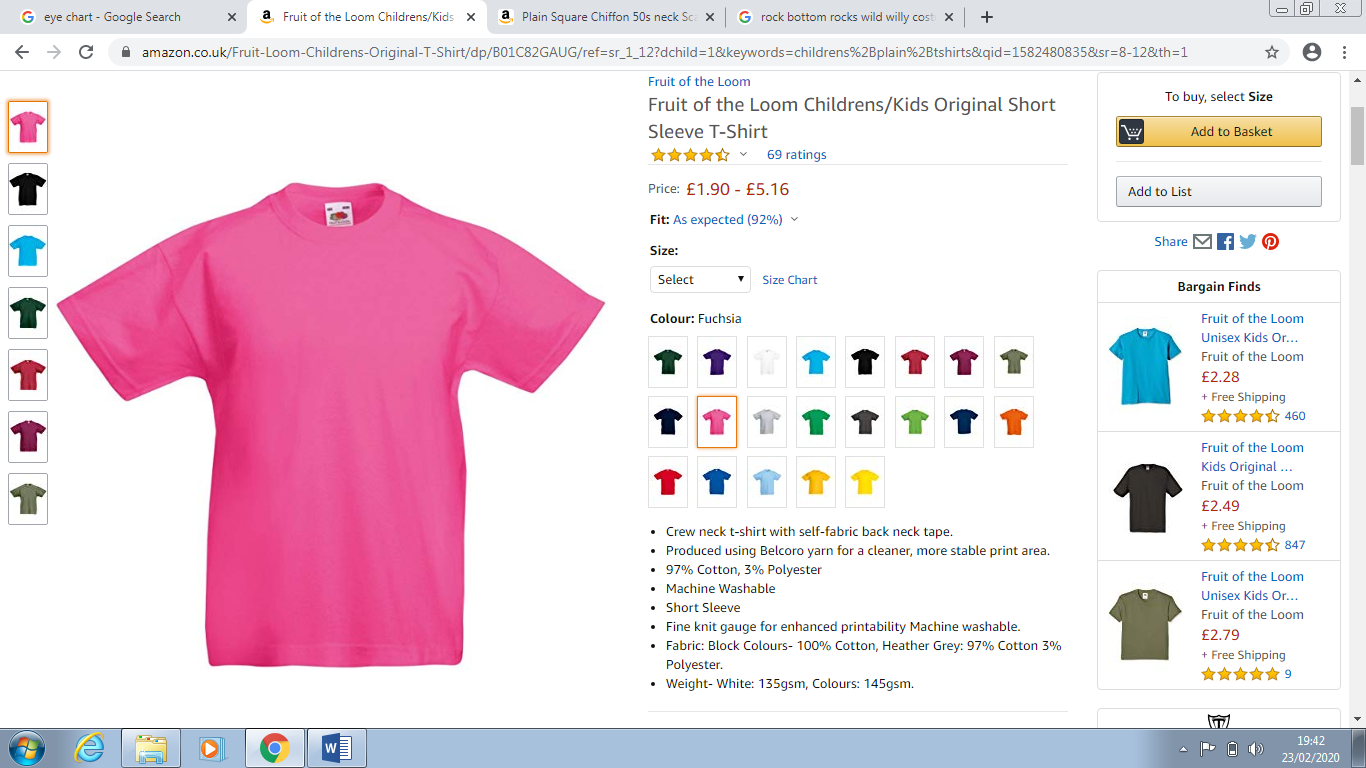 eye chart - Google Search
Fruit of the Loom Childrens/Kids
Plain Square Chiffon 50s neck Sca
rock bottom rocks wild willy cost
amazon.co.uk/Fruit-Loom-Childrens-Original-T-Shirt/dp/B01C82GAUG/ref=sr_1_12?dchild=1&keywords=childrens%2Bplain%2Btshirts&qid=1582480835&sr=8-12&th=1
Fruit of the Loom
Fruit of the Loom Childrens/Kids Original Short
Sleeve T-Shirt
69 ratings
Price: £1.90 - £5.16
Fit: As expected (92%)
Size:
Select
Size Chart
Colour: Fuchsia
• Crew neck t-shirt with self-fabric back neck tape.
• Produced using Belcoro yarn for a cleaner, more stable print area.
• 97% Cotton, 3% Polyester
• Machine Washable
• Short Sleeve
• Fine knit gauge for enhanced printability Machine washable.
• Fabric: Block Colours- 100% Cotton, Heather Grey: 97% Cotton 3%
Polyester.
• Weight- White: 135gsm, Colours: 145gsm.
To buy, select Size
Add to Basket
Add to List
Share
Bargain Finds
Fruit of the Loom
Unisex Kids Or…
Fruit of the Loom
£2.28
+ Free Shipping
460
Fruit of the Loom
Kids Original …
Fruit of the Loom
£2.49
+ Free Shipping
847
Fruit of the Loom
Unisex Kids Or…
Fruit of the Loom
£2.79
+ Free Shipping
9
19:42
23/02/2020